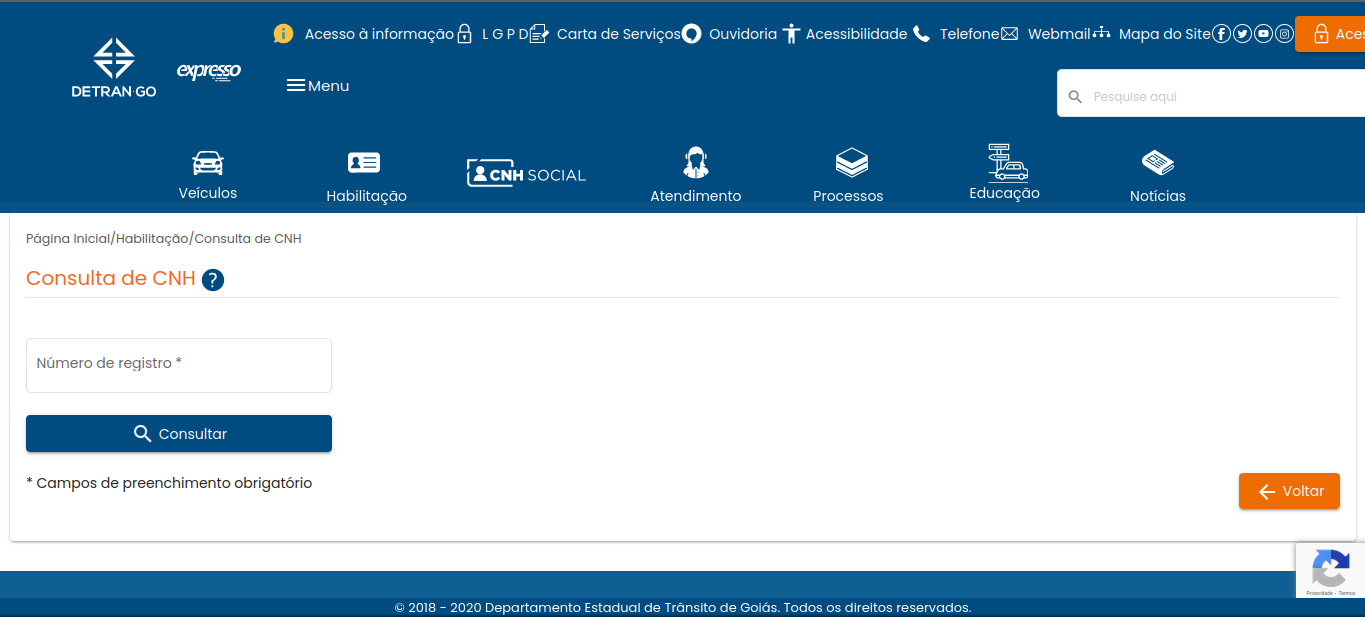 Acesso à informação L G P D Carta de Serviços Ouvidoria Acessibilidade Telefone Webmail Mapa do Site Aces
DETRAN·GO expresso
Menu
Pesquise aqui
Veículos Habilitação CNH SOCIAL Atendimento Processos Educação Notícias
Página Inicial/Habilitação/Consulta de CNH
Consulta de CNH ?
Número de registro *
Consultar
* Campos de preenchimento obrigatório
Voltar
Privacidade - Termos
© 2018 - 2020 Departamento Estadual de Trânsito de Goiás. Todos os direitos reservados.